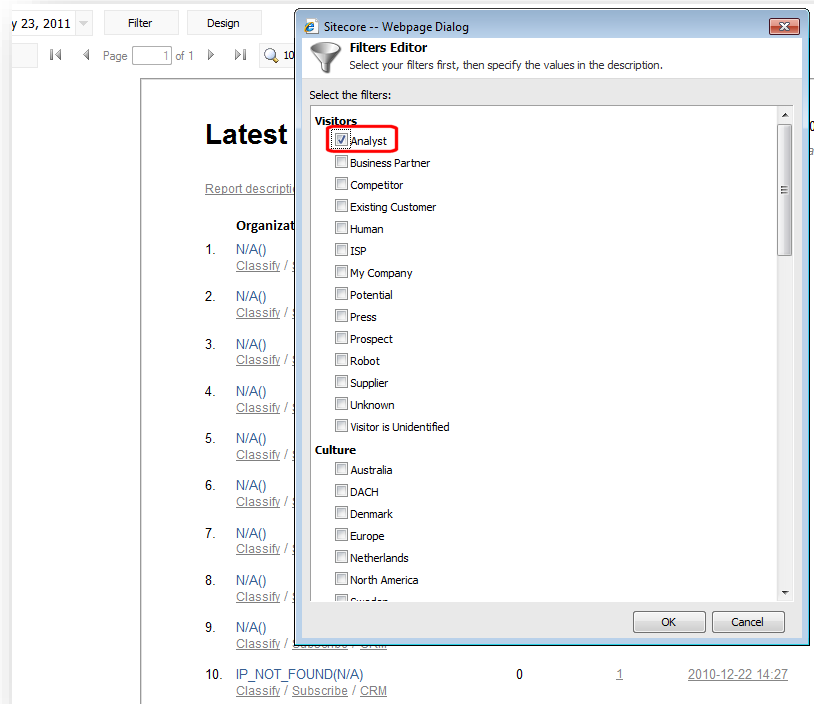 y 23, 2011
Filter
Design
Page 1 of 1
10
Latest
Report descriptio
Organizat
1. N/A()
Classify /
2. N/A()
Classify /
3. N/A()
Classify /
4. N/A()
Classify /
5. N/A()
Classify /
6. N/A()
Classify /
7. N/A()
Classify /
8. N/A()
Classify /
9. N/A()
Classify / Subscribe / CRM
10. IP_NOT_FOUND(N/A) 0 1 2010-12-22 14:27
Classify / Subscribe / CRM
Sitecore -- Webpage Dialog
Filters Editor
Select your filters first, then specify the values in the description.
Select the filters:
Visitors
Analyst
Business Partner
Competitor
Existing Customer
Human
ISP
My Company
Potential
Press
Prospect
Robot
Supplier
Unknown
Visitor is Unidentified
Culture
Australia
DACH
Denmark
Europe
Netherlands
North America
Sweden
OK
Cancel